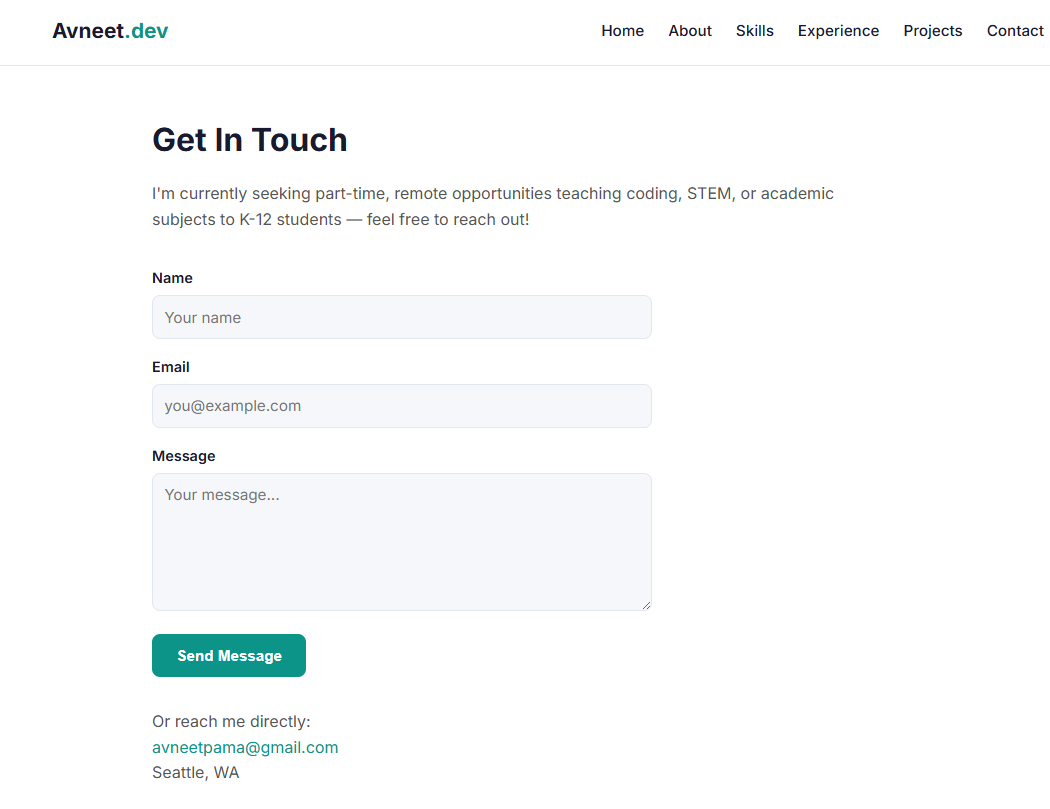 Avneet.dev
Home About Skills Experience Projects Contact
Get In Touch
I'm currently seeking part-time, remote opportunities teaching coding, STEM, or academic
subjects to K-12 students — feel free to reach out!
Name
Your name
Email
you@example.com
Message
Your message...
Send Message
Or reach me directly:
avneetpama@gmail.com
Seattle, WA